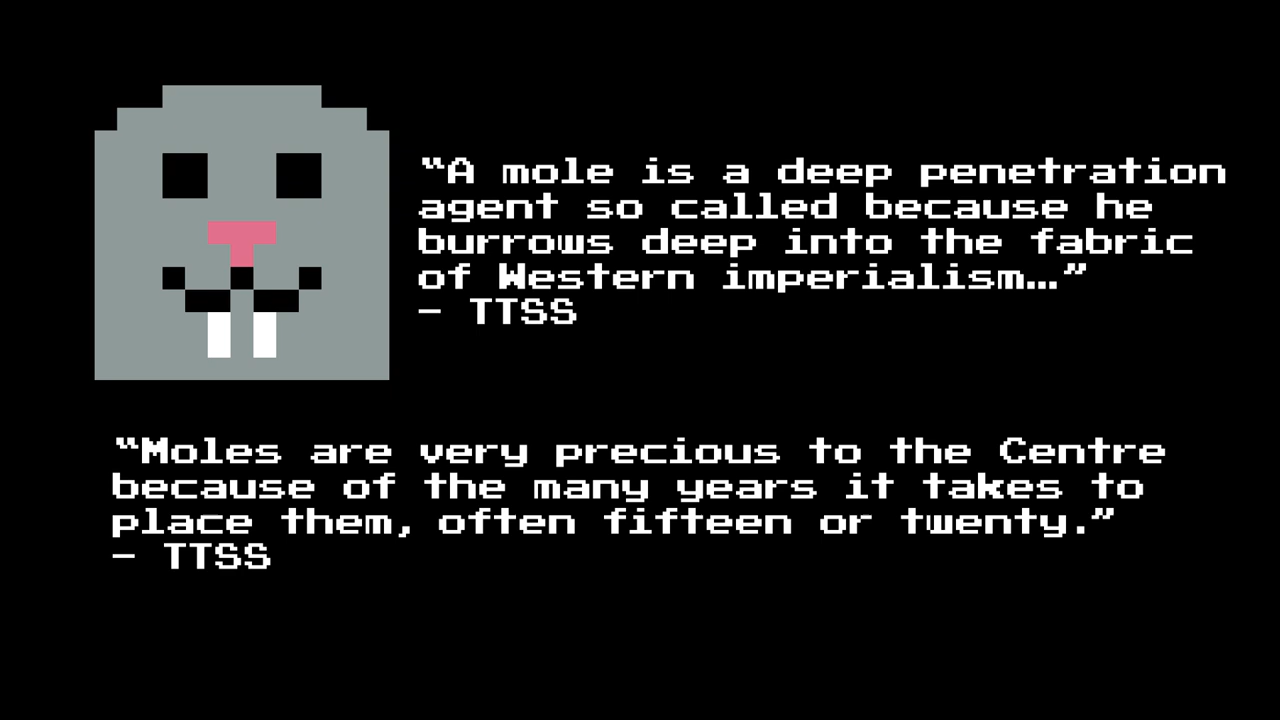 “A mole is a deep penetration
agent so called because he
burrows deep into the fabric
of Western imperialism…”
– TTSS
“Moles are very precious to the Centre
because of the many years it takes to
place them, often fifteen or twenty.”
– TTSS